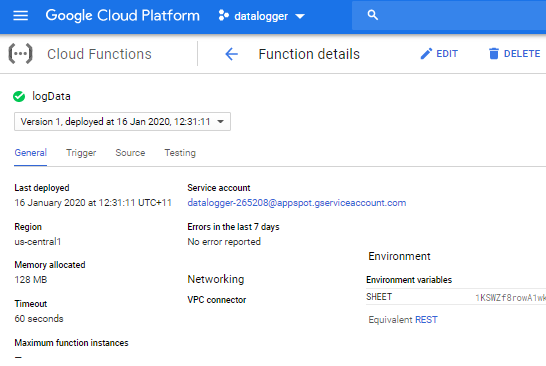 Google Cloud Platform
datalogger
Cloud Functions
Function details
EDIT
DELETE
logData
Version 1, deployed at 16 Jan 2020, 12:31:11
General
Trigger
Source
Testing
Last deployed
16 January 2020 at 12:31:11 UTC+11
Service account
datalogger-265208@appspot.gserviceaccount.com
Region
us-central1
Errors in the last 7 days
No error reported
Memory allocated
128 MB
Networking
VPC connector
Timeout
60 seconds
Maximum function instances
—
Environment
Environment variables
SHEET
1KSWZf8rowA1wk
Equivalent REST